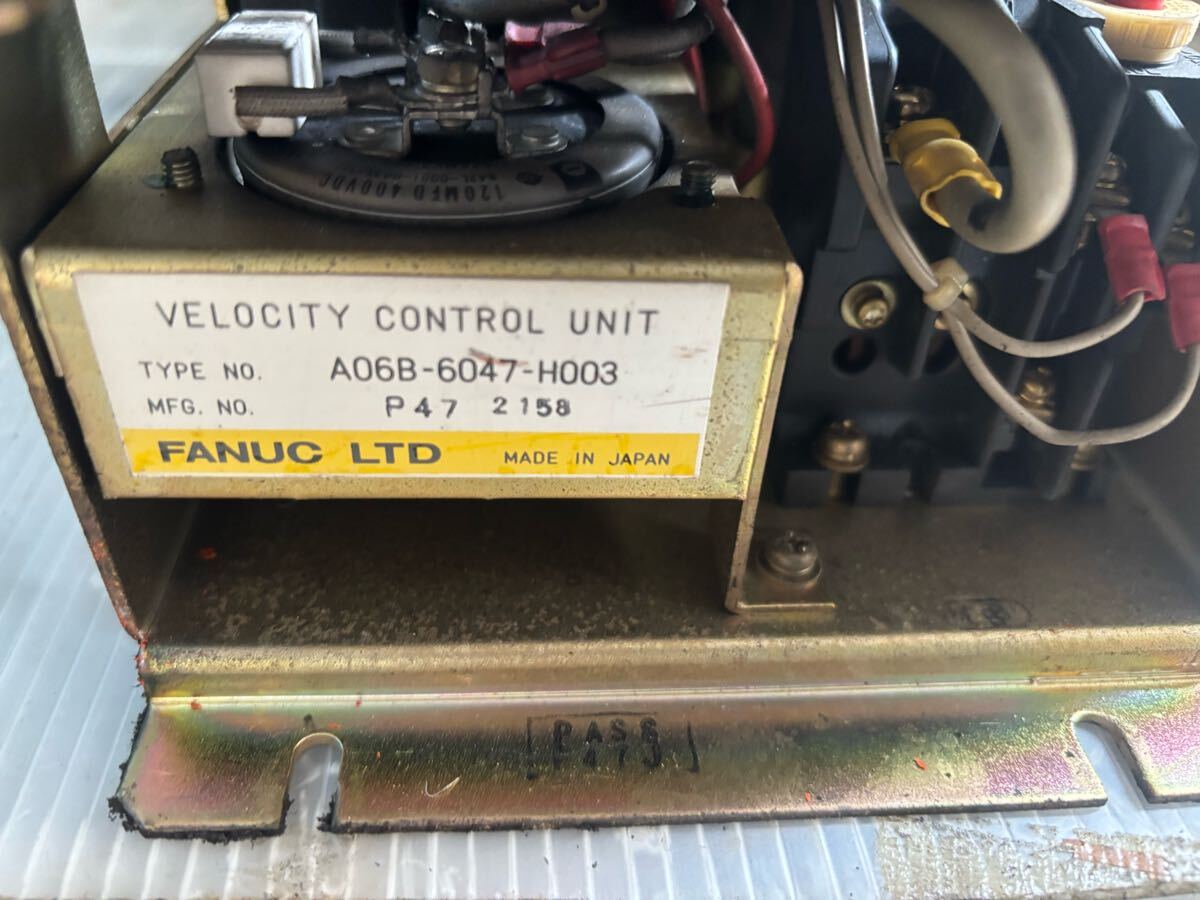 120MFD 400VDC
VELOCITY CONTROL UNIT
TYPE NO. A06B-6047-H003
MFG. NO. P47 2158
FANUC LTD MADE IN JAPAN
PASS